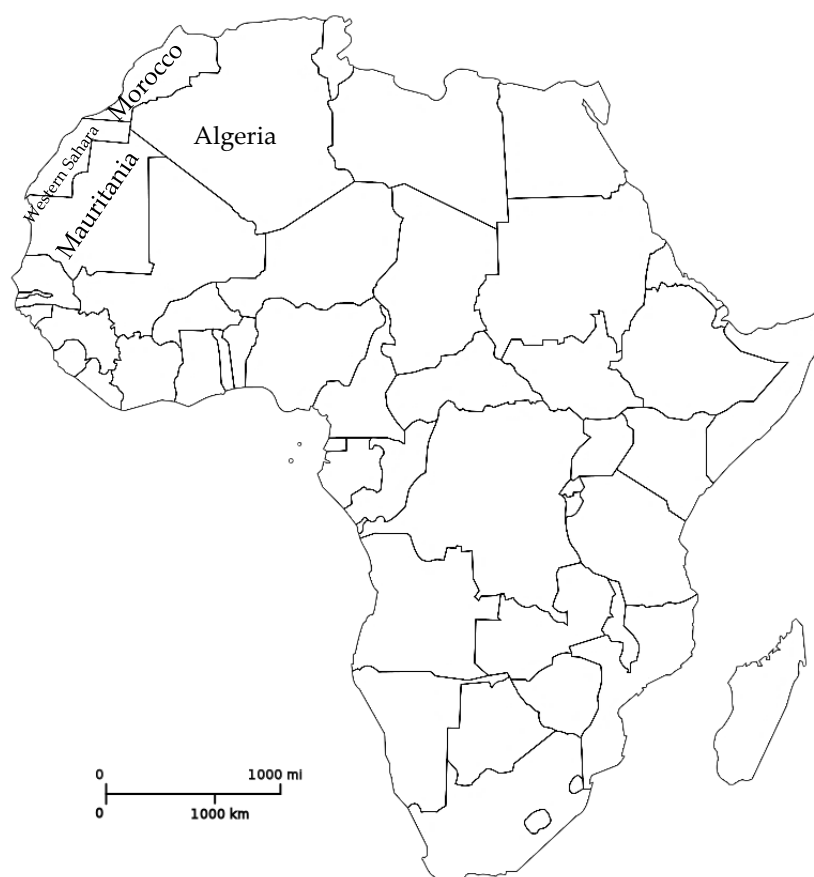 Morocco
Algeria
Western Sahara
Mauritania
0 1000 mi
0 1000 km